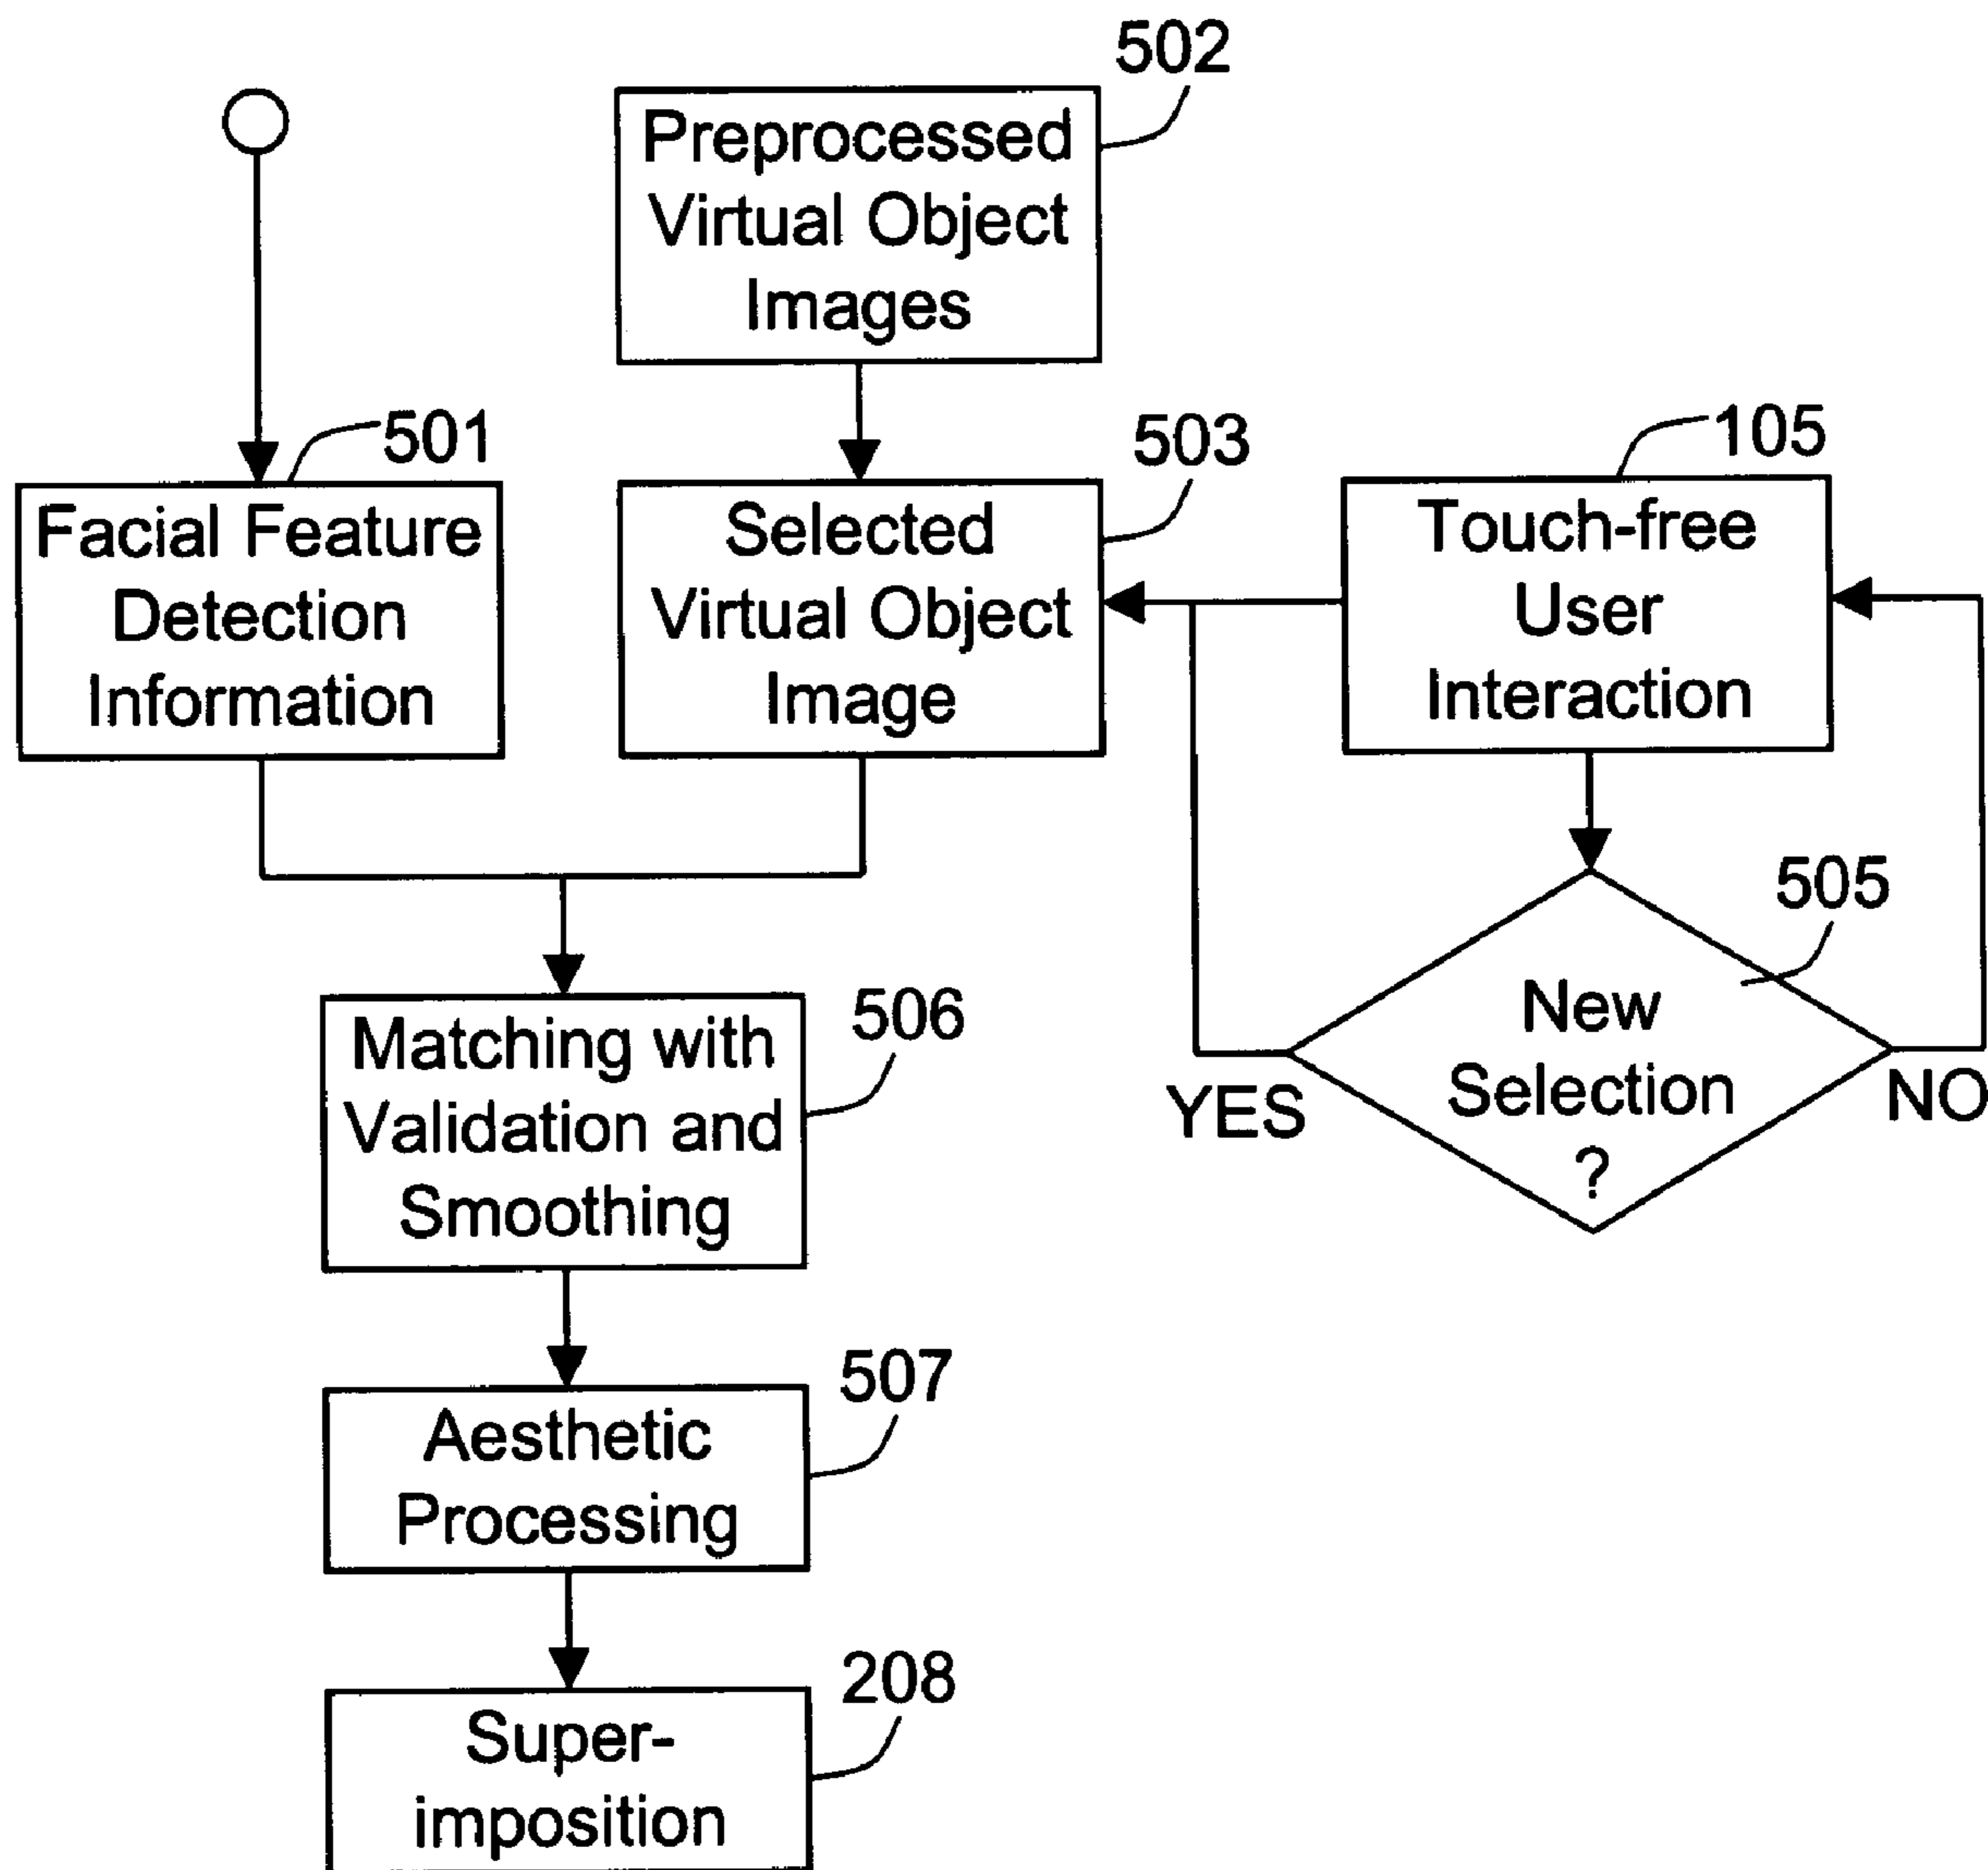 502
Preprocessed
Virtual Object
Images
501
Facial Feature
Detection
Information
503
Selected
Virtual Object
Image
105
Touch-free
User
Interaction
505
New
Selection
?
YES
NO
506
Matching with
Validation and
Smoothing
507
Aesthetic
Processing
208
Super-
imposition